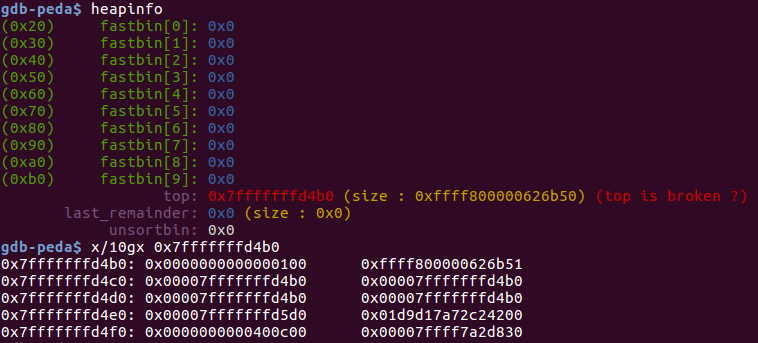 gdb-peda$ heapinfo
(0x20)     fastbin[0]: 0x0
(0x30)     fastbin[1]: 0x0
(0x40)     fastbin[2]: 0x0
(0x50)     fastbin[3]: 0x0
(0x60)     fastbin[4]: 0x0
(0x70)     fastbin[5]: 0x0
(0x80)     fastbin[6]: 0x0
(0x90)     fastbin[7]: 0x0
(0xa0)     fastbin[8]: 0x0
(0xb0)     fastbin[9]: 0x0
top: 0x7fffffffd4b0 (size : 0xffff800000626b50) (top is broken ?)
last_remainder: 0x0 (size : 0x0)
unsortbin: 0x0
gdb-peda$ x/10gx 0x7fffffffd4b0
0x7fffffffd4b0: 0x0000000000000100      0xffff800000626b51
0x7fffffffd4c0: 0x00007fffffffd4b0      0x00007fffffffd4b0
0x7fffffffd4d0: 0x00007fffffffd4b0      0x00007fffffffd4b0
0x7fffffffd4e0: 0x00007fffffffd5d0      0x01d9d17a72c24200
0x7fffffffd4f0: 0x0000000000400c00      0x00007ffff7a2d830